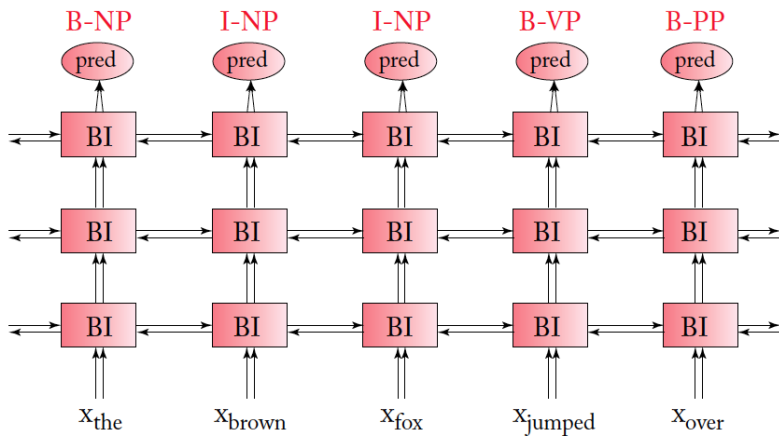 B-NP I-NP I-NP B-VP B-PP
pred pred pred pred pred
BI BI BI BI BI
BI BI BI BI BI
BI BI BI BI BI
x_the x_brown x_fox x_jumped x_over